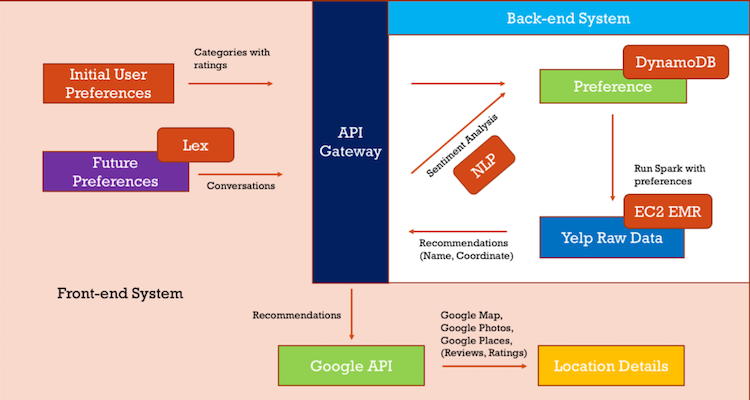 Back-end System
Categories with
ratings
Initial User
Preferences
DynamoDB
Preference
API
Gateway
Sentiment Analysis
NLP
Lex
Future
Preferences
Conversations
Run Spark with
preferences
EC2 EMR
Yelp Raw Data
Recommendations
(Name, Coordinate)
Front-end System
Recommendations
Google Map,
Google Photos,
Google Places,
(Reviews, Ratings)
Google API
Location Details